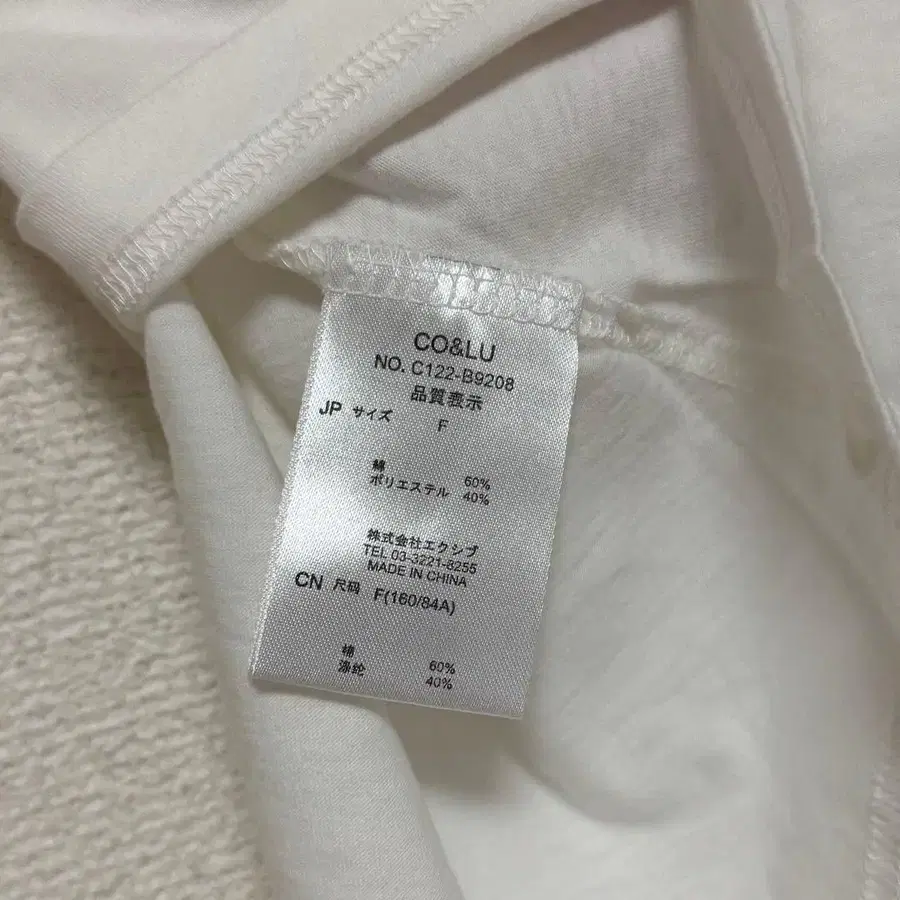 CO&LU
NO. C122-B9208
品質表示
JP サイズ F
綿 60%
ポリエステル 40%
株式会社エクシブ
TEL 03-3221-8255
MADE IN CHINA
CN 尺码 F(160/84A)
棉 60%
涤纶 40%